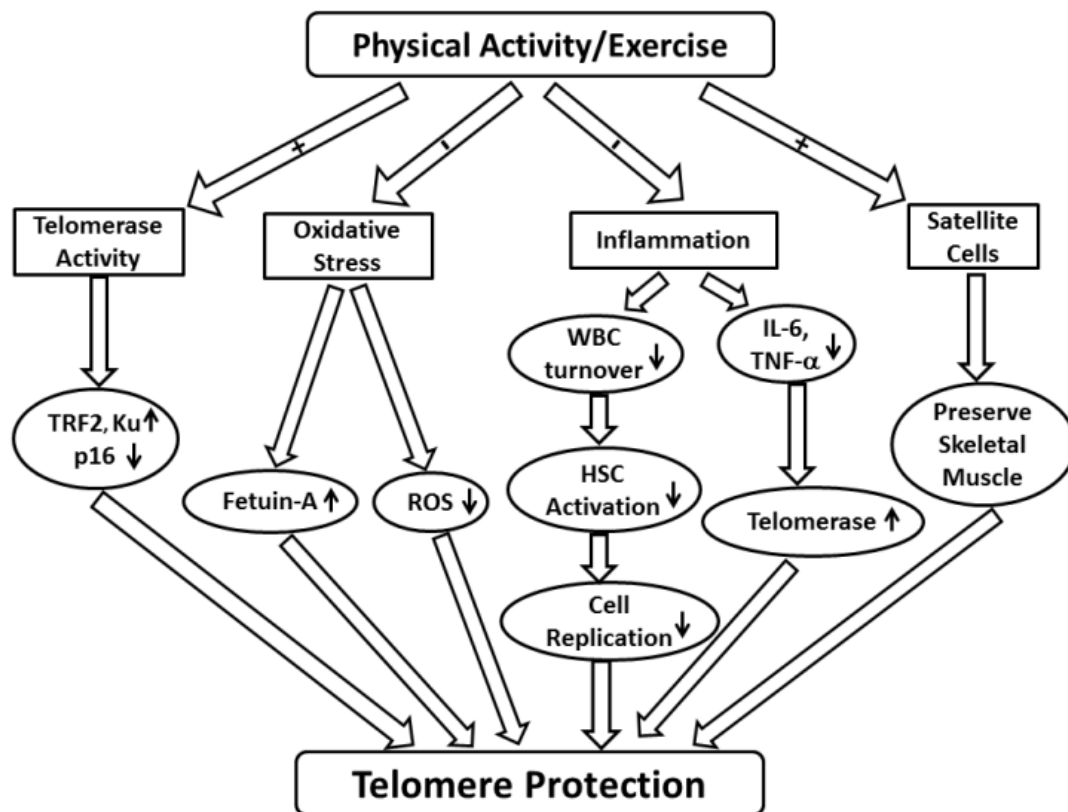 Physical Activity/Exercise
+
-
-
+
Telomerase
Activity
Oxidative
Stress
Inflammation
Satellite
Cells
WBC
turnover ↓
IL-6,
TNF-α ↓
TRF2, Ku↑
p16 ↓
Preserve
Skeletal
Muscle
Fetuin-A ↑
ROS ↓
HSC
Activation ↓
Telomerase ↑
Cell
Replication ↓
Telomere Protection